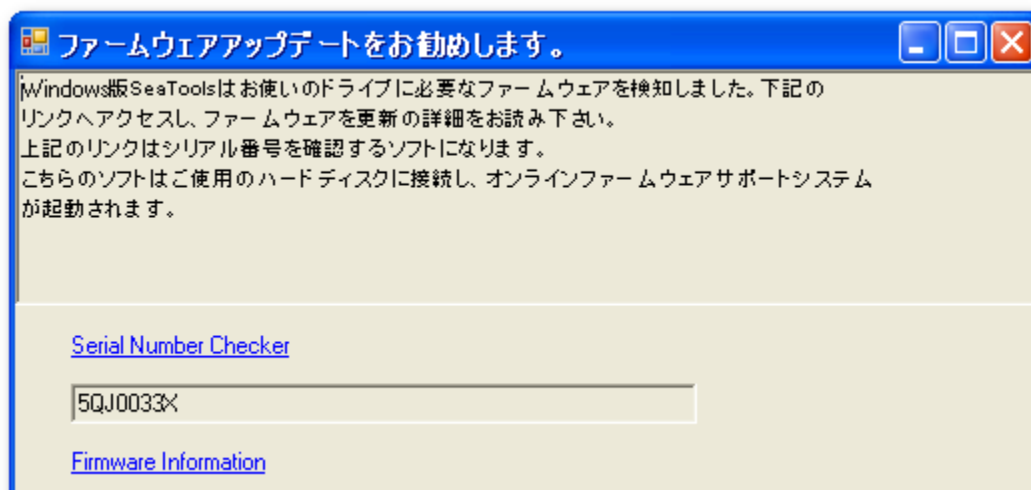 ファームウェアアップデートをお勧めします。
Windows版SeaToolsはお使いのドライブに必要なファームウェアを検知しました。下記の
リンクへアクセスし、ファームウェアを更新の詳細をお読み下さい。
上記のリンクはシリアル番号を確認するソフトになります。
こちらのソフトはご使用のハードディスクに接続し、オンラインファームウェアサポートシステム
が起動されます。
Serial Number Checker
5QJ0033X
Firmware Information